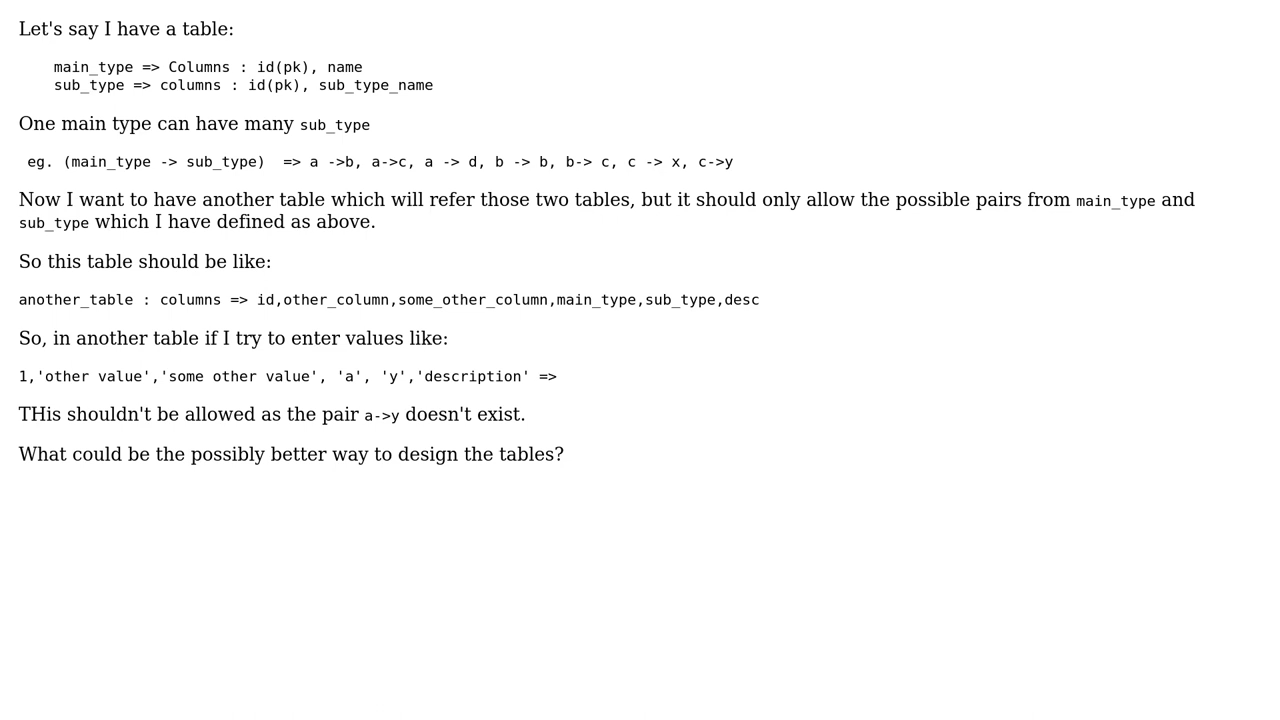 Let's say I have a table:
main_type => Columns : id(pk), name
sub_type => columns : id(pk), sub_type_name
One main type can have many sub_type
eg. (main_type -> sub_type)  => a ->b, a->c, a -> d, b -> b, b-> c, c -> x, c->y
Now I want to have another table which will refer those two tables, but it should only allow the possible pairs from main_type and
sub_type which I have defined as above.
So this table should be like:
another_table : columns => id,other_column,some_other_column,main_type,sub_type,desc
So, in another table if I try to enter values like:
1,'other value','some other value', 'a', 'y','description' =>
THis shouldn't be allowed as the pair a->y doesn't exist.
What could be the possibly better way to design the tables?